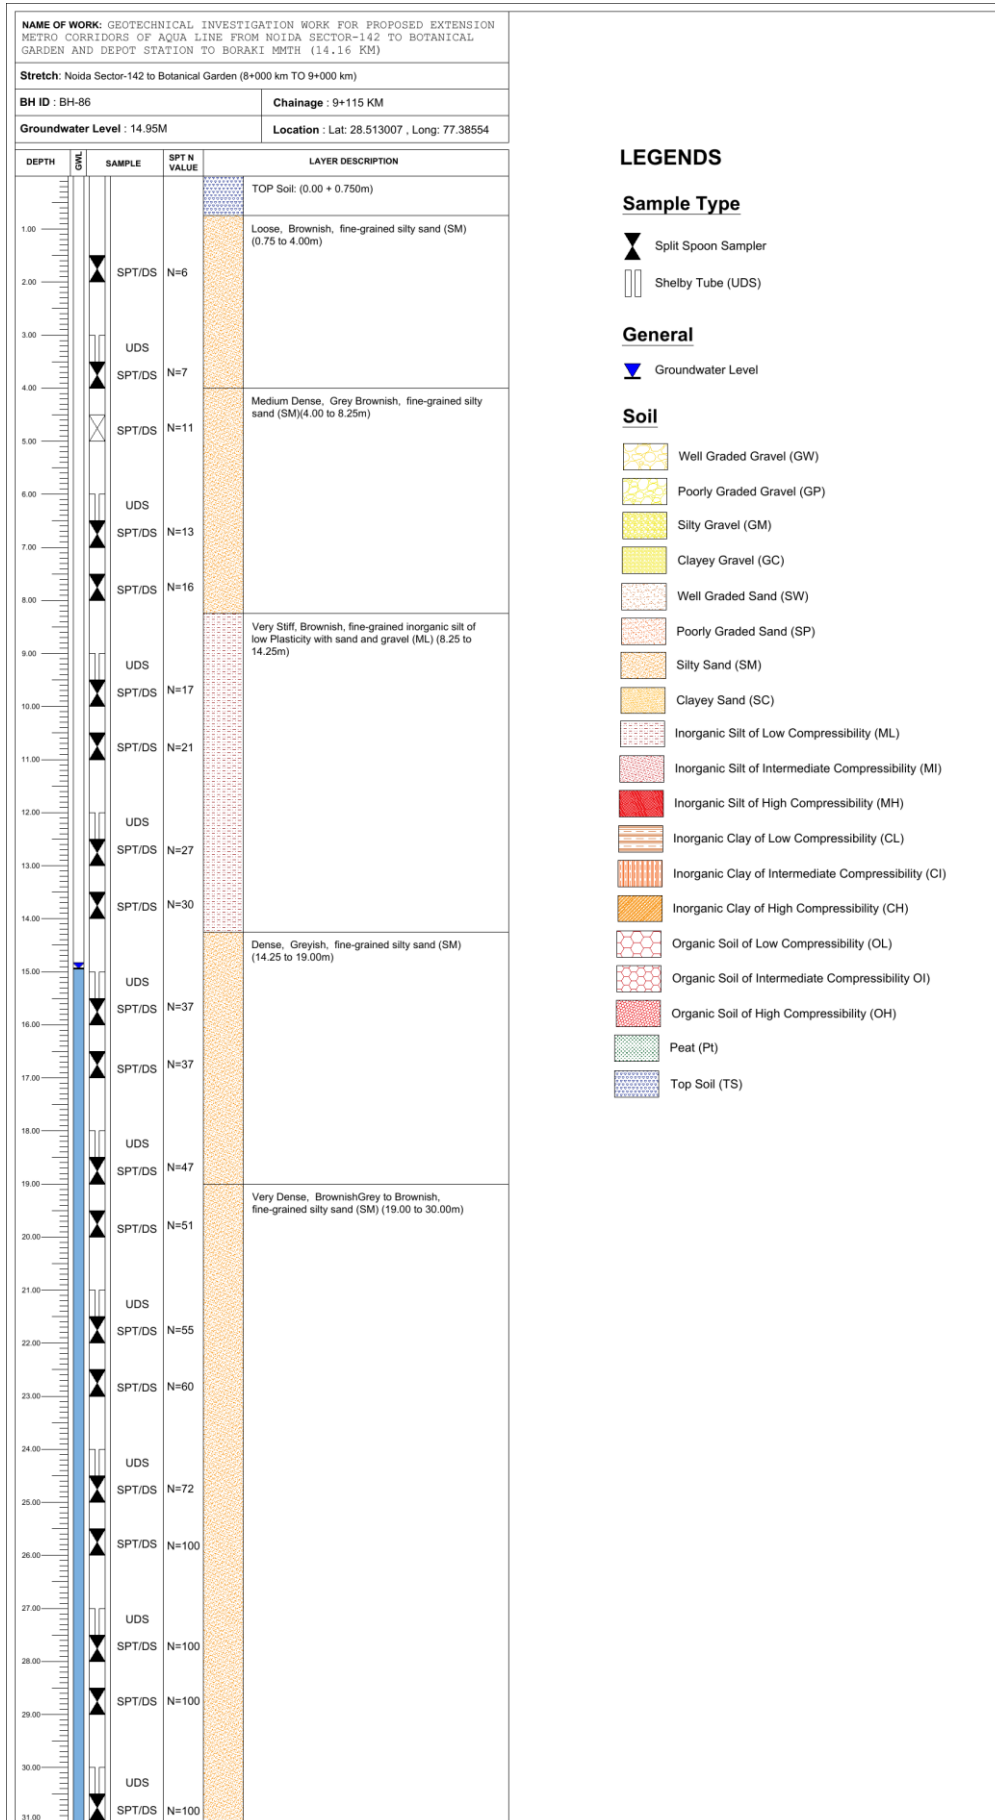 NAME OF WORK: GEOTECHNICAL INVESTIGATION WORK FOR PROPOSED EXTENSION
METRO CORRIDORS OF AQUA LINE FROM NOIDA SECTOR-142 TO BOTANICAL
GARDEN AND DEPOT STATION TO BORAKI MMTH (14.16 KM)
Stretch: Noida Sector-142 to Botanical Garden (8+000 km TO 9+000 km)
BH ID : BH-86
Chainage : 9+115 KM
Groundwater Level : 14.95M
Location : Lat: 28.513007 , Long: 77.38554
DEPTH GWL SAMPLE SPT N VALUE LAYER DESCRIPTION
TOP Soil: (0.00 + 0.750m)
1.00
Loose, Brownish, fine-grained silty sand (SM)
(0.75 to 4.00m)
SPT/DS N=6
2.00
3.00
UDS
SPT/DS N=7
4.00
Medium Dense, Grey Brownish, fine-grained silty
sand (SM)(4.00 to 8.25m)
SPT/DS N=11
5.00
6.00
UDS
SPT/DS N=13
7.00
SPT/DS N=16
8.00
Very Stiff, Brownish, fine-grained inorganic silt of
low Plasticity with sand and gravel (ML) (8.25 to
14.25m)
9.00
UDS
SPT/DS N=17
10.00
SPT/DS N=21
11.00
12.00
UDS
SPT/DS N=27
13.00
SPT/DS N=30
14.00
Dense, Greyish, fine-grained silty sand (SM)
(14.25 to 19.00m)
15.00
UDS
SPT/DS N=37
16.00
SPT/DS N=37
17.00
18.00
UDS
SPT/DS N=47
19.00
Very Dense, BrownishGrey to Brownish,
fine-grained silty sand (SM) (19.00 to 30.00m)
SPT/DS N=51
20.00
21.00
UDS
SPT/DS N=55
22.00
SPT/DS N=60
23.00
24.00
UDS
SPT/DS N=72
25.00
SPT/DS N=100
26.00
27.00
UDS
SPT/DS N=100
28.00
SPT/DS N=100
29.00
30.00
UDS
SPT/DS N=100
31.00
LEGENDS
Sample Type
Split Spoon Sampler
Shelby Tube (UDS)
General
Groundwater Level
Soil
Well Graded Gravel (GW)
Poorly Graded Gravel (GP)
Silty Gravel (GM)
Clayey Gravel (GC)
Well Graded Sand (SW)
Poorly Graded Sand (SP)
Silty Sand (SM)
Clayey Sand (SC)
Inorganic Silt of Low Compressibility (ML)
Inorganic Silt of Intermediate Compressibility (MI)
Inorganic Silt of High Compressibility (MH)
Inorganic Clay of Low Compressibility (CL)
Inorganic Clay of Intermediate Compressibility (CI)
Inorganic Clay of High Compressibility (CH)
Organic Soil of Low Compressibility (OL)
Organic Soil of Intermediate Compressibility OI)
Organic Soil of High Compressibility (OH)
Peat (Pt)
Top Soil (TS)